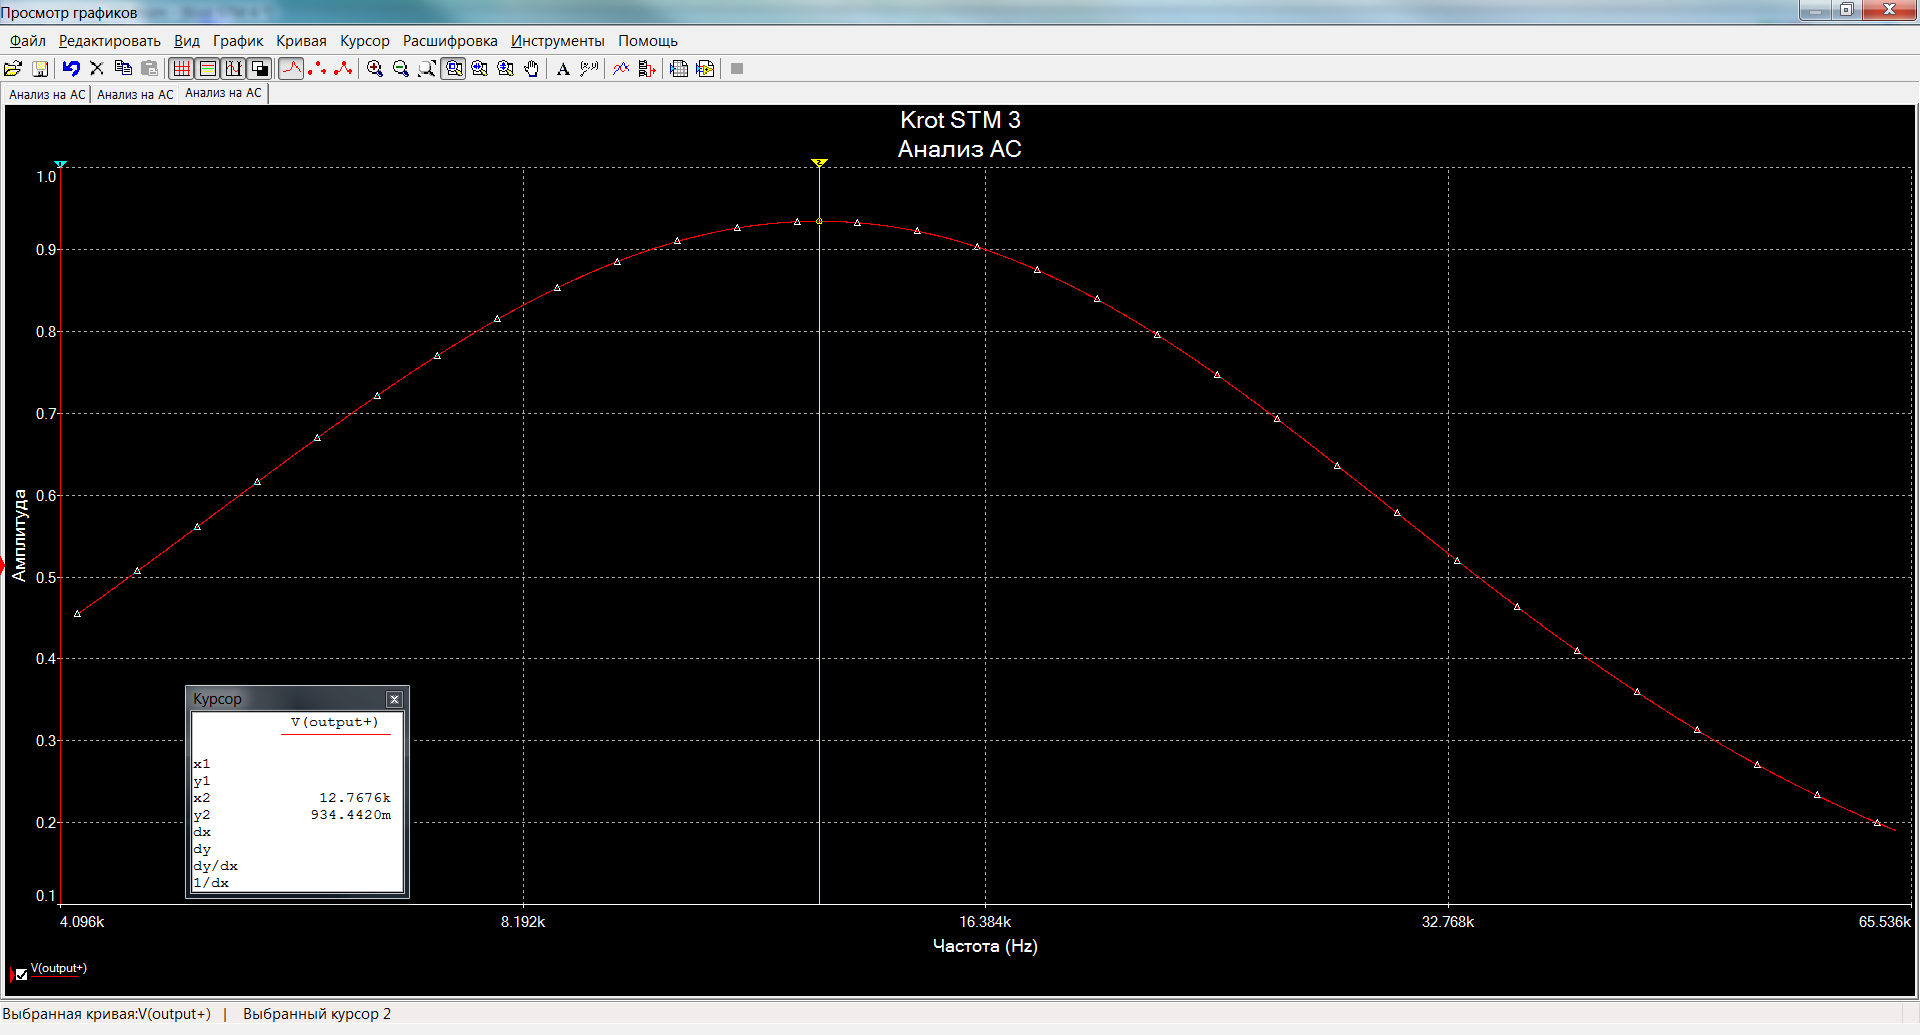 Просмотр графиков
Файл Редактировать Вид График Кривая Курсор Расшифровка Инструменты Помощь
Анализ на AC Анализ на AC Анализ на AC
Krot STM 3
Анализ AC
1.0
0.9
0.8
0.7
0.6
0.5
0.4
0.3
0.2
0.1
Амплитуда
Курсор
V(output+)
x1
y1
x2 12.7676k
y2 934.4420m
dx
dy
dy/dx
1/dx
4.096k 8.192k 16.384k 32.768k 65.536k
Частота (Hz)
V(output+)
Выбранная кривая:V(output+) | Выбранный курсор 2